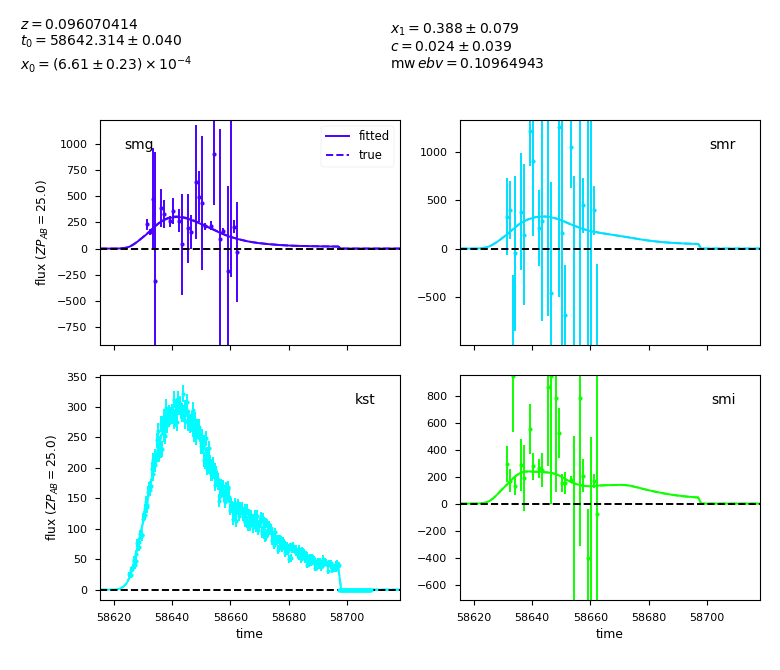 z = 0.096070414
t₀ = 58642.314 ± 0.040
x₀ = (6.61 ± 0.23) × 10⁻⁴
x₁ = 0.388 ± 0.079
c = 0.024 ± 0.039
mw ebv = 0.10964943
smg
fitted
true
1000
750
500
250
0
−250
−500
−750
flux (ZP_AB = 25.0)
smr
1000
500
0
−500
kst
350
300
250
200
150
100
50
0
flux (ZP_AB = 25.0)
58620 58640 58660 58680 58700
time
smi
800
600
400
200
0
−200
−400
−600
58620 58640 58660 58680 58700
time